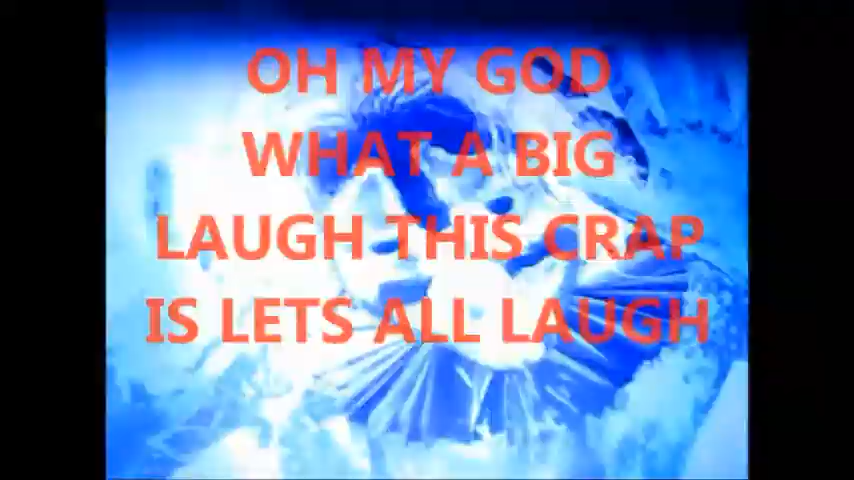 OH MY GOD
WHAT A BIG
LAUGH THIS CRAP
IS LETS ALL LAUGH